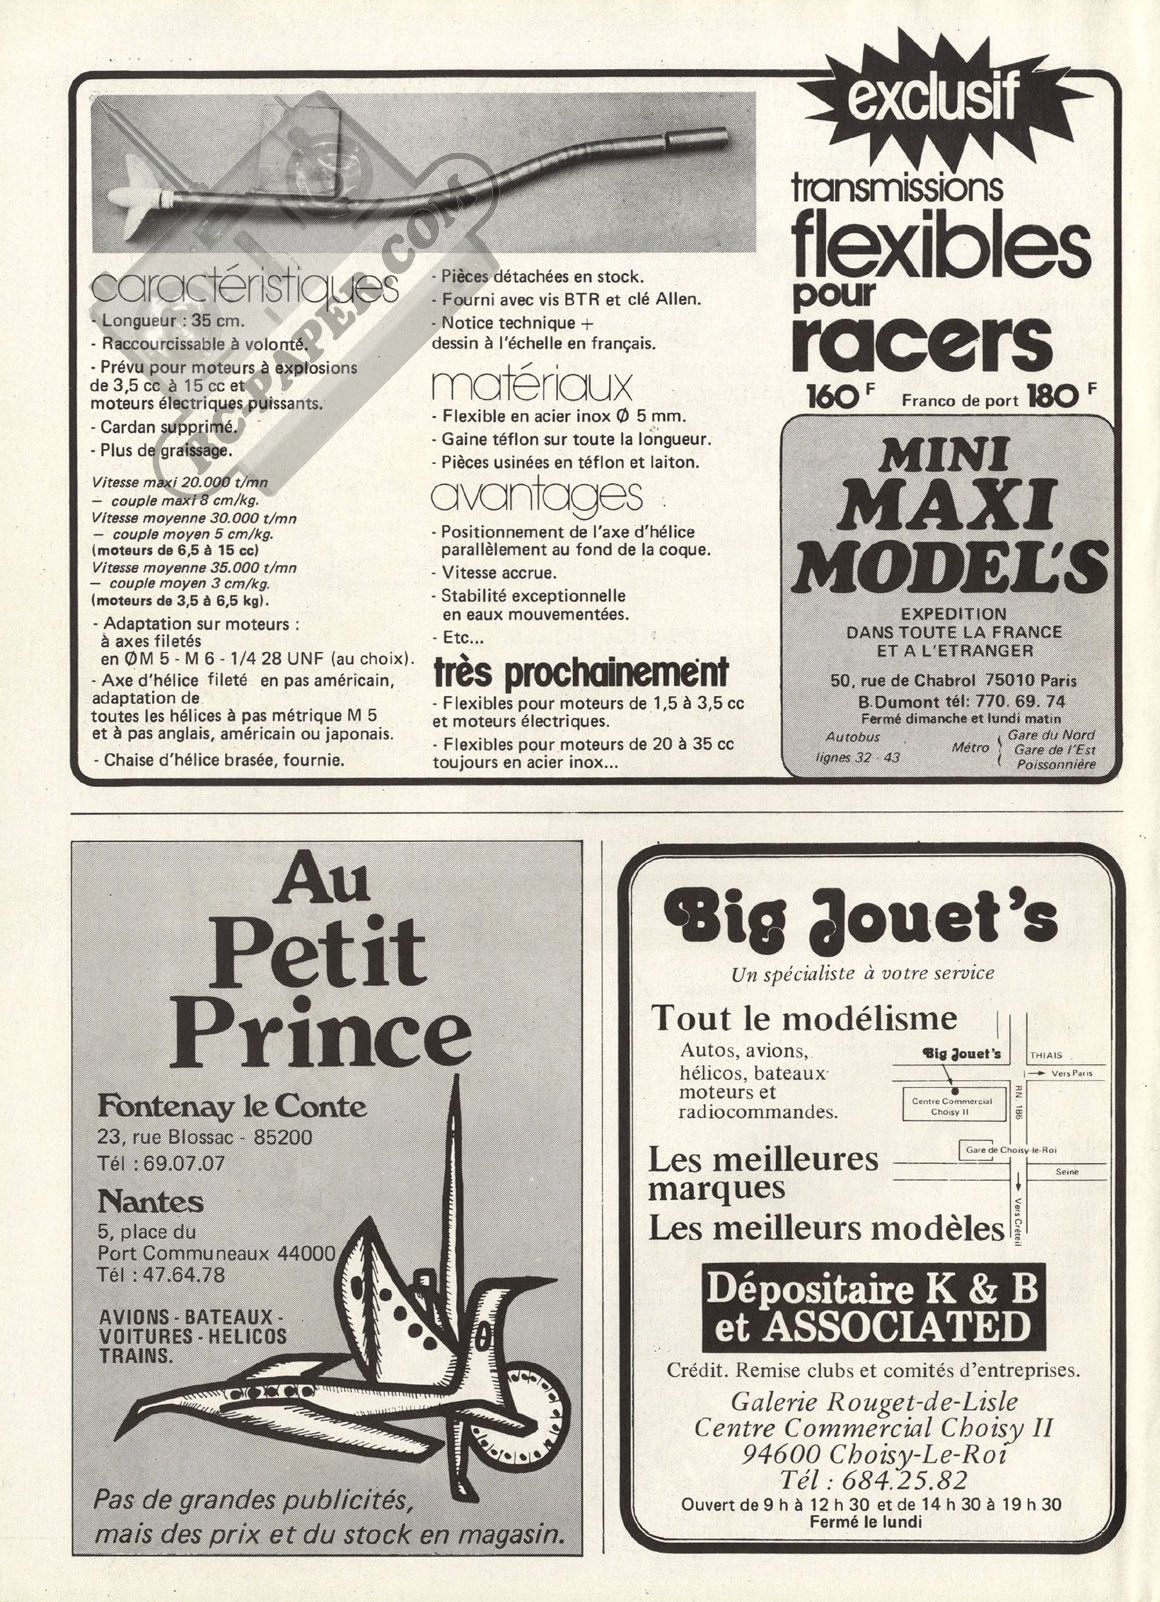 exclusif
transmissions
flexibles
pour
racers
160 F Franco de port 180 F
caractéristiques
- Longueur : 35 cm.
- Raccourcissable à volonté.
- Prévu pour moteurs à explosions
de 3,5 cc à 15 cc et
moteurs électriques puissants.
- Cardan supprimé.
- Plus de graissage.
Vitesse maxi 20.000 t/mn
— couple maxi 8 cm/kg.
Vitesse moyenne 30.000 t/mn
— couple moyen 5 cm/kg.
(moteurs de 6,5 à 15 cc)
Vitesse moyenne 35.000 t/mn
— couple moyen 3 cm/kg.
(moteurs de 3,5 à 6,5 kg).
- Adaptation sur moteurs :
à axes filetés
en ØM 5 - M 6 - 1/4 28 UNF (au choix).
- Axe d'hélice fileté en pas américain,
adaptation de
toutes les hélices à pas métrique M 5
et à pas anglais, américain ou japonais.
- Chaise d'hélice brasée, fournie.
- Pièces détachées en stock.
- Fourni avec vis BTR et clé Allen.
- Notice technique +
dessin à l'échelle en français.
matériaux
- Flexible en acier inox Ø 5 mm.
- Gaine téflon sur toute la longueur.
- Pièces usinées en téflon et laiton.
avantages
- Positionnement de l'axe d'hélice
parallèlement au fond de la coque.
- Vitesse accrue.
- Stabilité exceptionnelle
en eaux mouvementées.
- Etc...
très prochainement
- Flexibles pour moteurs de 1,5 à 3,5 cc
et moteurs électriques.
- Flexibles pour moteurs de 20 à 35 cc
toujours en acier inox...
RC-PAPER.COM
MINI
MAXI
MODEL'S
EXPEDITION
DANS TOUTE LA FRANCE
ET A L'ETRANGER
50, rue de Chabrol 75010 Paris
B.Dumont tél: 770. 69. 74
Fermé dimanche et lundi matin
Autobus
lignes 32 - 43
Métro
Gare du Nord
Gare de l'Est
Poissonnière
Au
Petit
Prince
Fontenay le Conte
23, rue Blossac - 85200
Tél : 69.07.07
Nantes
5, place du
Port Communeaux 44000
Tél : 47.64.78
AVIONS - BATEAUX -
VOITURES - HELICOS
TRAINS.
Pas de grandes publicités,
mais des prix et du stock en magasin.
Big Jouet's
Un spécialiste à votre service
Tout le modélisme
Autos, avions,
hélicos, bateaux
moteurs et
radiocommandes.
Les meilleures
marques
Les meilleurs modèles
Big Jouet's
THIAIS
Vers Paris
Centre Commercial
Choisy II
RN. 186
Gare de Choisy-le-Roi
Seine
Vers Créteil
Dépositaire K & B
et ASSOCIATED
Crédit. Remise clubs et comités d'entreprises.
Galerie Rouget-de-Lisle
Centre Commercial Choisy II
94600 Choisy-Le-Roi
Tél : 684.25.82
Ouvert de 9 h à 12 h 30 et de 14 h 30 à 19 h 30
Fermé le lundi